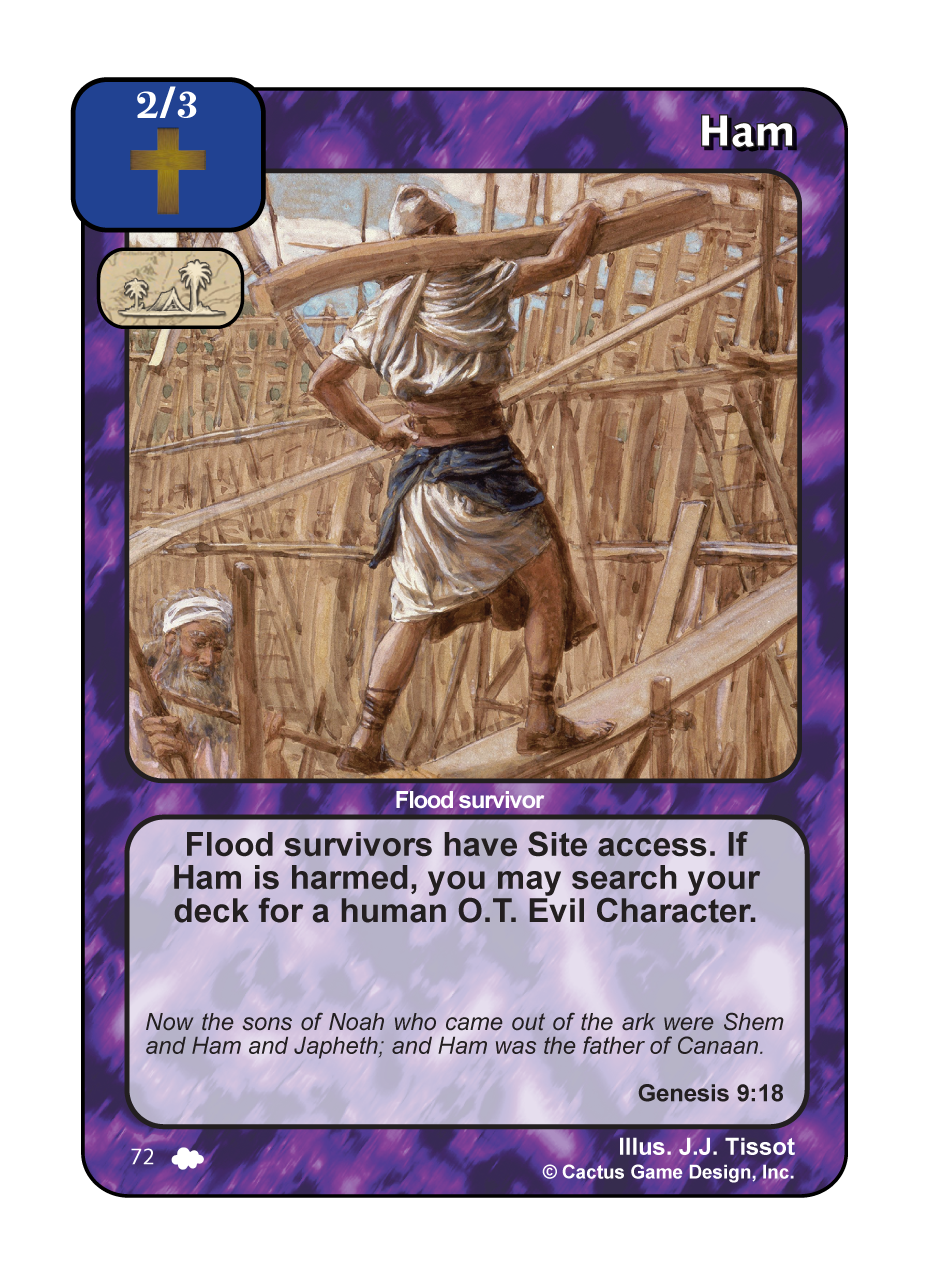 2/3
Ham
Flood survivor
Flood survivors have Site access. If
Ham is harmed, you may search your
deck for a human O.T. Evil Character.
Now the sons of Noah who came out of the ark were Shem
and Ham and Japheth; and Ham was the father of Canaan.
Genesis 9:18
72
Illus. J.J. Tissot
© Cactus Game Design, Inc.